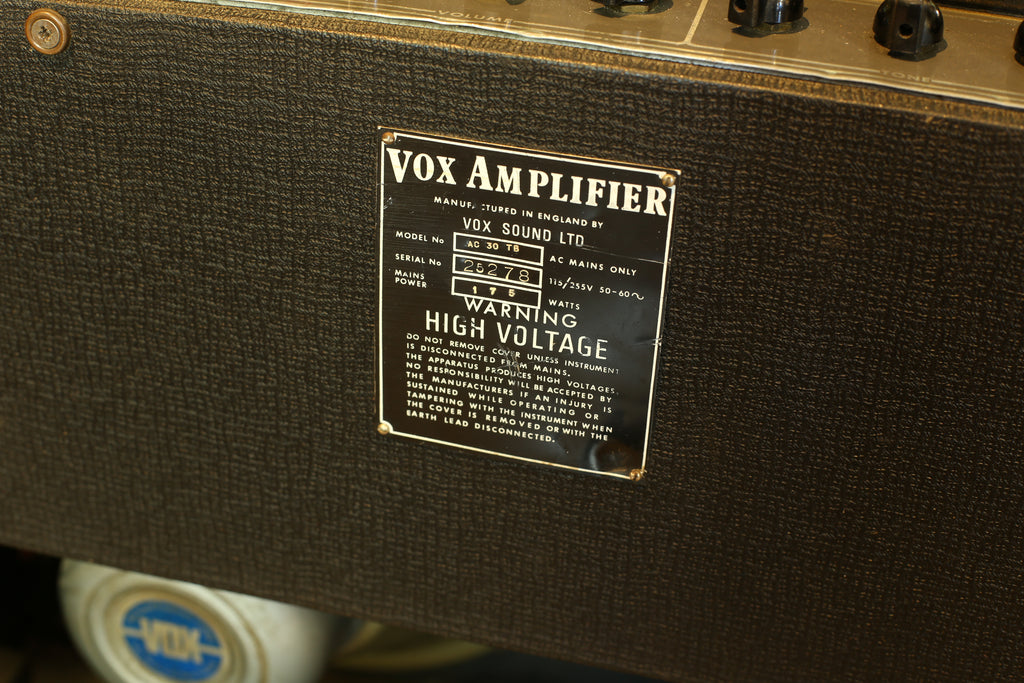 VOLUME
TONE
VOX AMPLIFIER
MANUFACTURED IN ENGLAND BY
VOX SOUND LTD
MODEL No AC 30 TB AC MAINS ONLY
SERIAL No 25278 115/255V 50-60~
MAINS POWER 175 WATTS
WARNING
HIGH VOLTAGE
DO NOT REMOVE COVER UNLESS INSTRUMENT
IS DISCONNECTED FROM MAINS.
THE APPARATUS PRODUCES HIGH VOLTAGES.
NO RESPONSIBILITY WILL BE ACCEPTED BY
THE MANUFACTURERS IF AN INJURY IS
SUSTAINED WHILE OPERATING OR
TAMPERING WITH THE INSTRUMENT WHEN
THE COVER IS REMOVED OR WITH THE
EARTH LEAD DISCONNECTED.
VOX